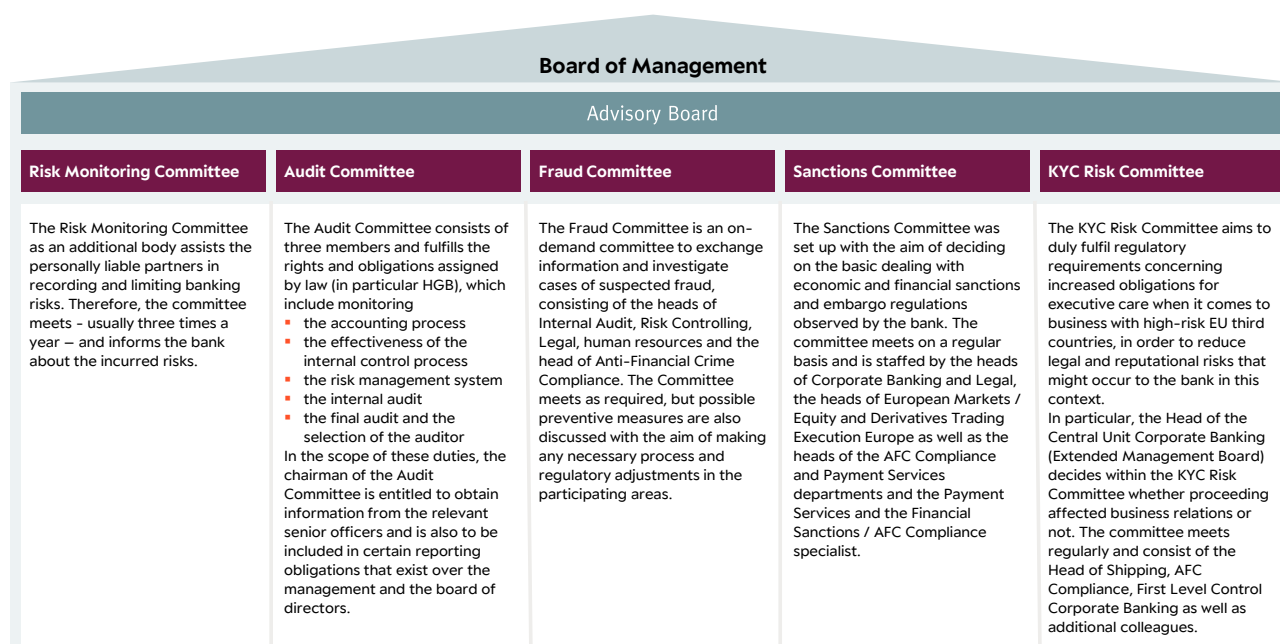 Board of Management
Advisory Board
Risk Monitoring Committee
The Risk Monitoring Committee
as an additional body assists the
personally liable partners in
recording and limiting banking
risks. Therefore, the committee
meets - usually three times a
year – and informs the bank
about the incurred risks.
Audit Committee
The Audit Committee consists of
three members and fulfills the
rights and obligations assigned
by law (in particular HGB), which
include monitoring
▪ the accounting process
▪ the effectiveness of the
internal control process
▪ the risk management system
▪ the internal audit
▪ the final audit and the
selection of the auditor
In the scope of these duties, the
chairman of the Audit
Committee is entitled to obtain
information from the relevant
senior officers and is also to be
included in certain reporting
obligations that exist over the
management and the board of
directors.
Fraud Committee
The Fraud Committee is an on-
demand committee to exchange
information and investigate
cases of suspected fraud,
consisting of the heads of
Internal Audit, Risk Controlling,
Legal, human resources and the
head of Anti-Financial Crime
Compliance. The Committee
meets as required, but possible
preventive measures are also
discussed with the aim of making
any necessary process and
regulatory adjustments in the
participating areas.
Sanctions Committee
The Sanctions Committee was
set up with the aim of deciding
on the basic dealing with
economic and financial sanctions
and embargo regulations
observed by the bank. The
committee meets on a regular
basis and is staffed by the heads
of Corporate Banking and Legal,
the heads of European Markets /
Equity and Derivatives Trading
Execution Europe as well as the
heads of the AFC Compliance
and Payment Services
departments and the Payment
Services and the Financial
Sanctions / AFC Compliance
specialist.
KYC Risk Committee
The KYC Risk Committee aims to
duly fulfil regulatory
requirements concerning
increased obligations for
executive care when it comes to
business with high-risk EU third
countries, in order to reduce
legal and reputational risks that
might occur to the bank in this
context.
In particular, the Head of the
Central Unit Corporate Banking
(Extended Management Board)
decides within the KYC Risk
Committee whether proceeding
affected business relations or
not. The committee meets
regularly and consist of the
Head of Shipping, AFC
Compliance, First Level Control
Corporate Banking as well as
additional colleagues.